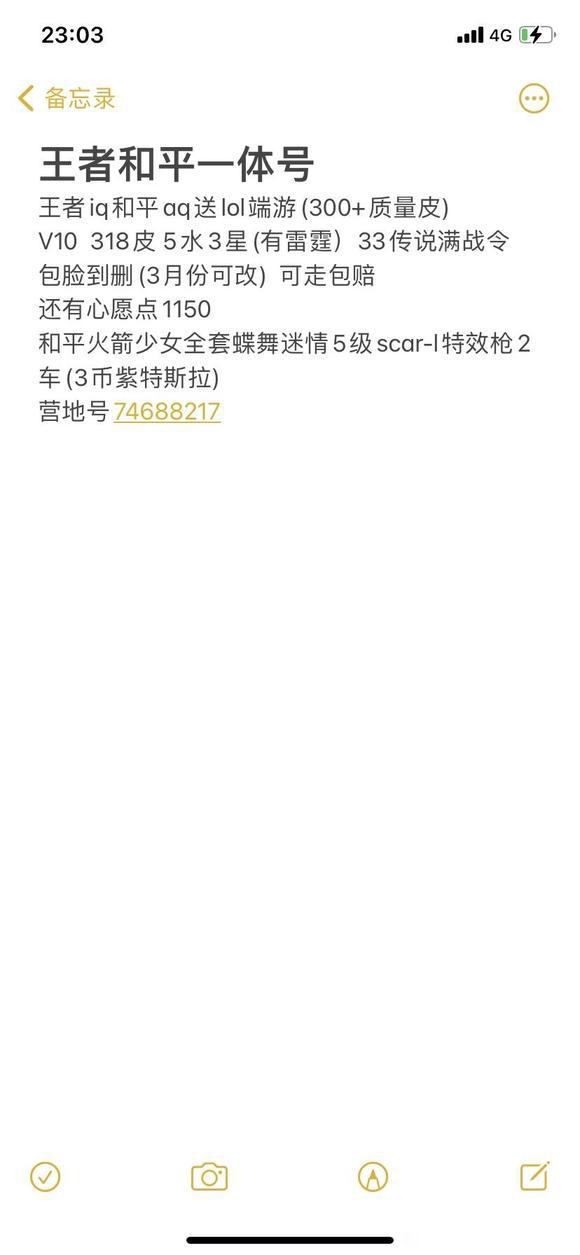 23:03
4G
备忘录
王者和平一体号
王者iq和平aq送lol端游(300+质量皮)
V10 318皮 5水3星(有雷霆）33传说满战令
包脸到删(3月份可改）可走包赔
还有心愿点1150
和平火箭少女全套蝶舞迷情5级scar-l特效枪2
车(3币紫特斯拉)
营地号74688217